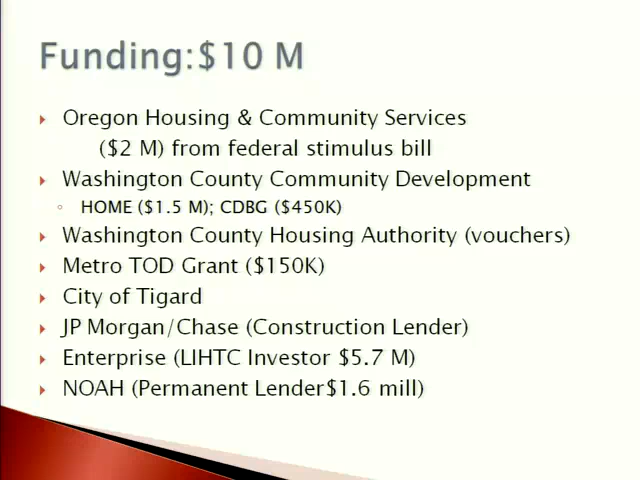 Funding:$10 M
Oregon Housing & Community Services
($2 M) from federal stimulus bill
Washington County Community Development
HOME ($1.5 M); CDBG ($450K)
Washington County Housing Authority (vouchers)
Metro TOD Grant ($150K)
City of Tigard
JP Morgan/Chase (Construction Lender)
Enterprise (LIHTC Investor $5.7 M)
NOAH (Permanent Lender$1.6 mill)